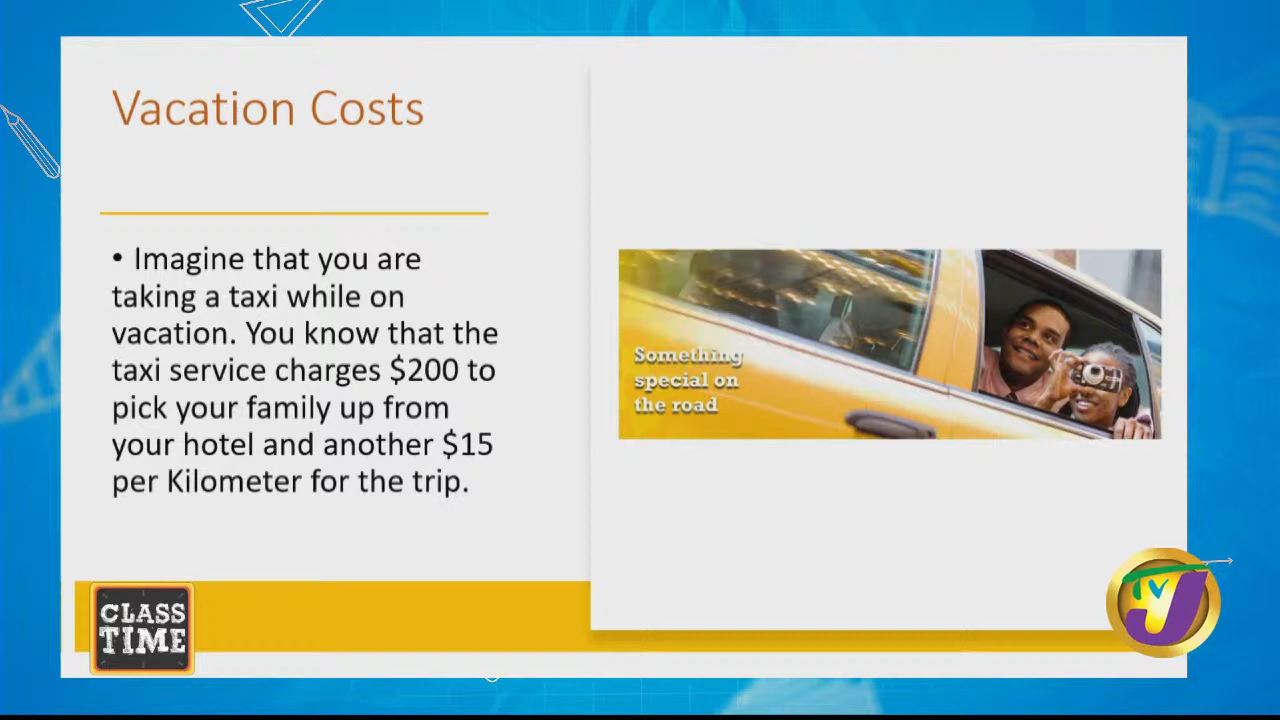 Vacation Costs
• Imagine that you are
taking a taxi while on
vacation. You know that the
taxi service charges $200 to
pick your family up from
your hotel and another $15
per Kilometer for the trip.
Something
special on
the road
CLASS
TIME
TVJ